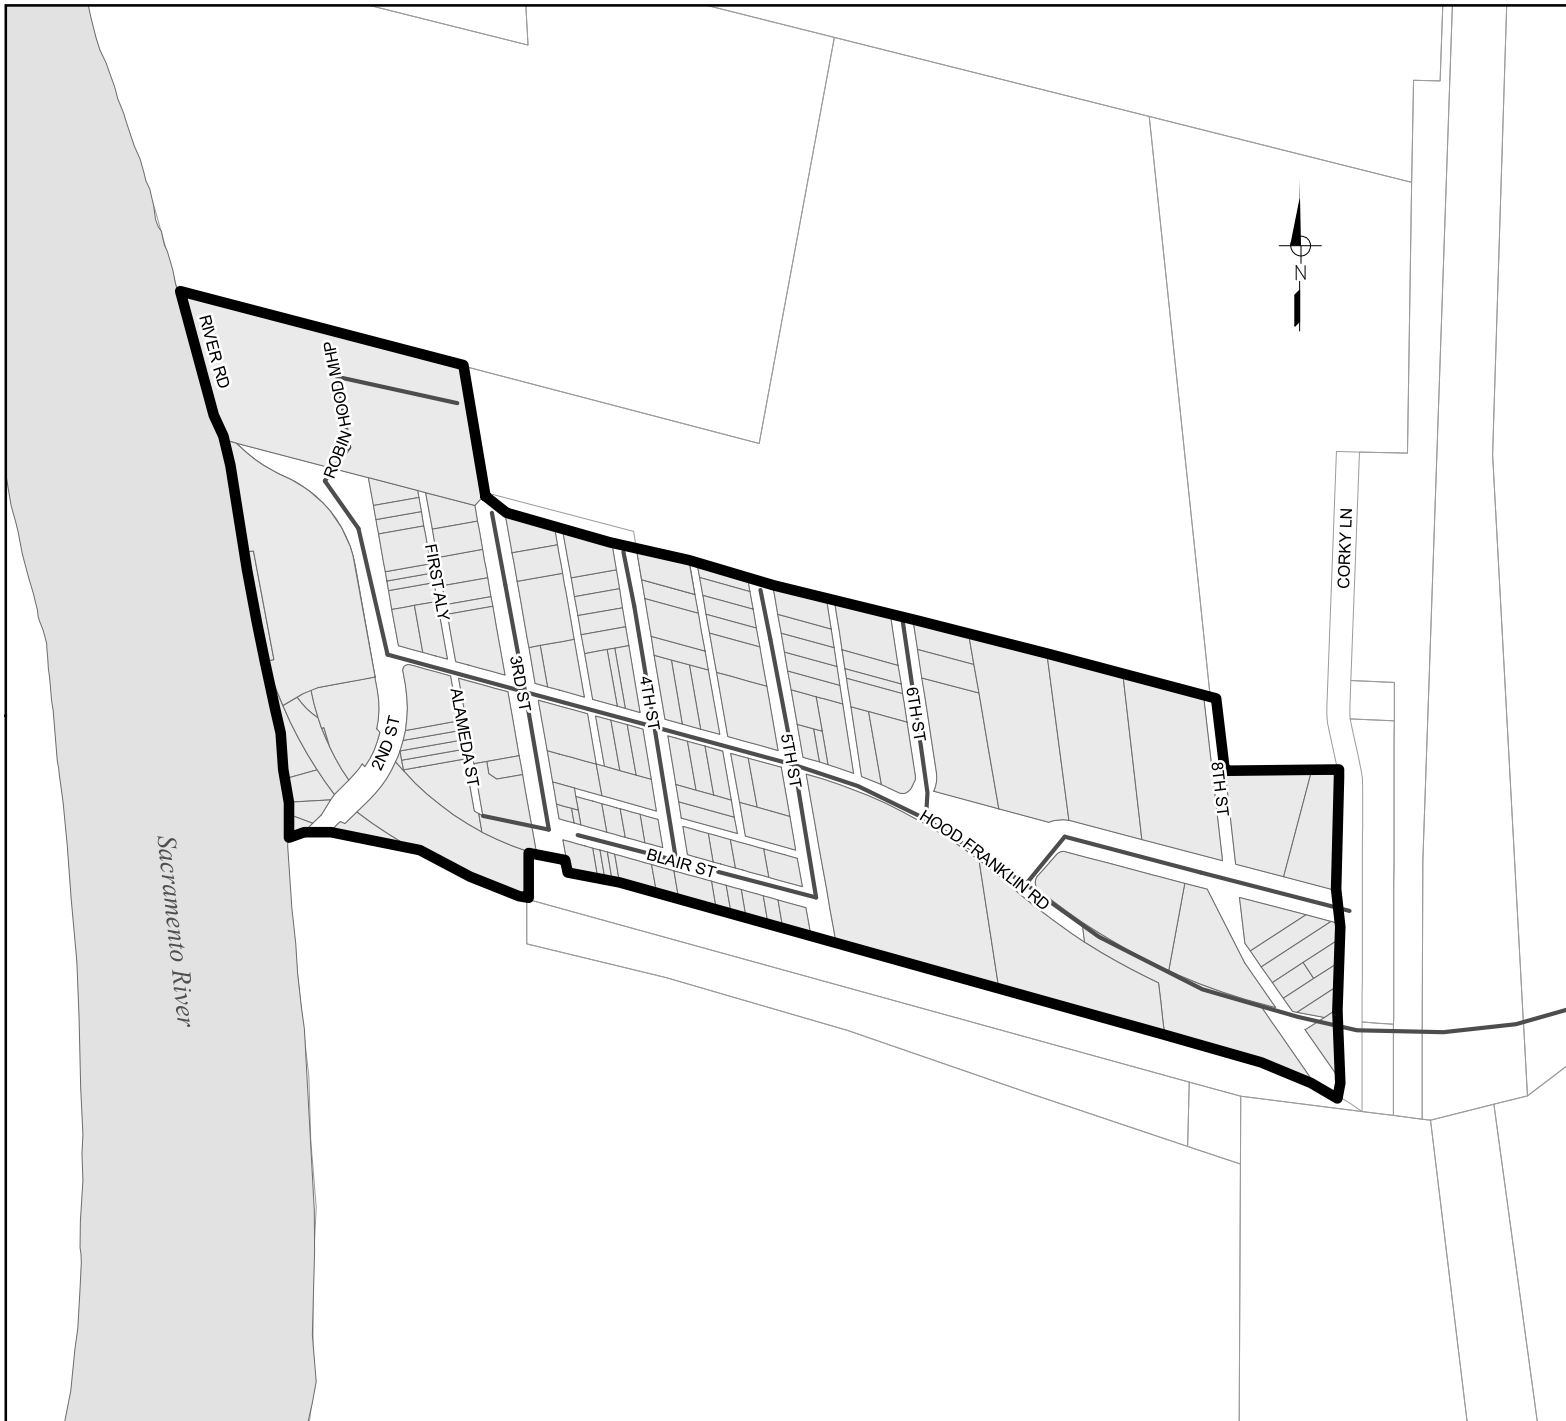 N
RIVER RD
ROBIN HOOD MHP
FIRST ALY
CORKY LN
3RD ST
4TH ST
6TH ST
ALAMEDA ST
2ND ST
5TH ST
8TH ST
HOOD FRANKLIN RD
BLAIR ST
Sacramento River